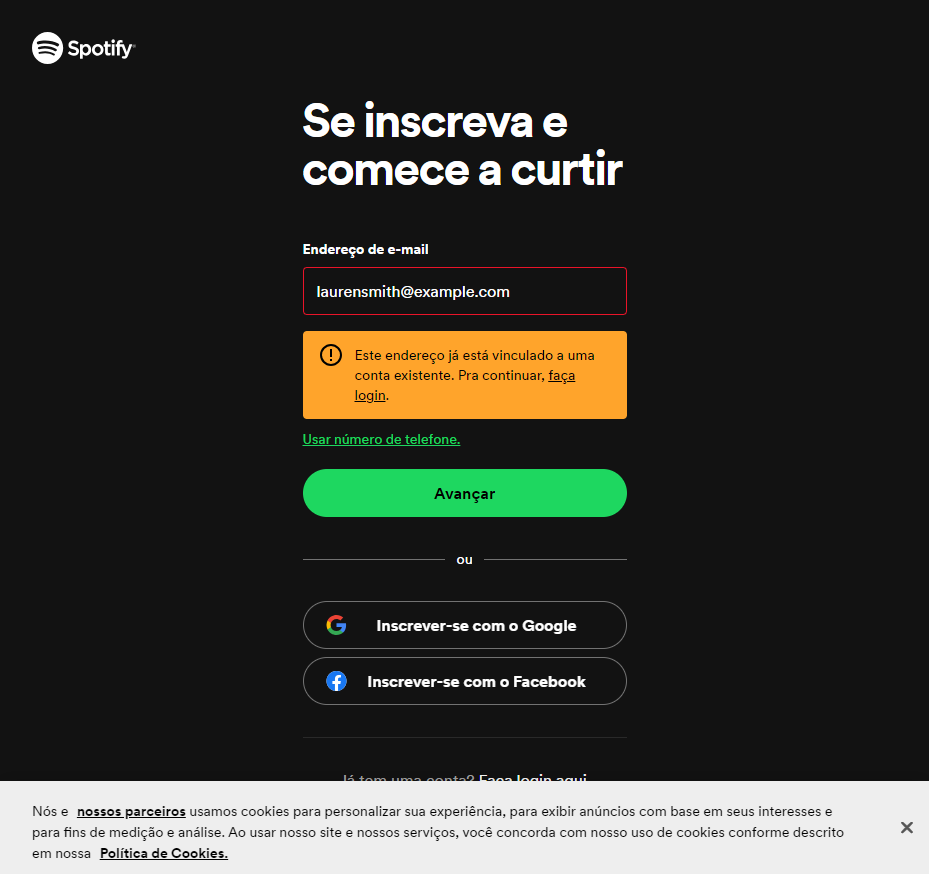 Spotify
Se inscreva e
comece a curtir
Endereço de e-mail
laurensmith@example.com
Este endereço já está vinculado a uma
conta existente. Pra continuar, faça
login.
Usar número de telefone.
Avançar
ou
Inscrever-se com o Google
Inscrever-se com o Facebook
Já tem uma conta? Faça login aqui
Nós e nossos parceiros usamos cookies para personalizar sua experiência, para exibir anúncios com base em seus interesses e
para fins de medição e análise. Ao usar nosso site e nossos serviços, você concorda com nosso uso de cookies conforme descrito
em nossa Política de Cookies.